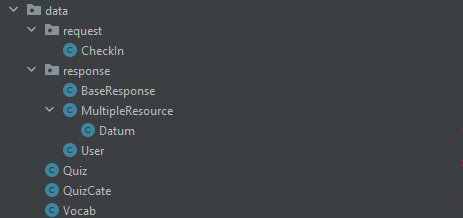 data
request
CheckIn
response
BaseResponse
MultipleResource
Datum
User
Quiz
QuizCate
Vocab